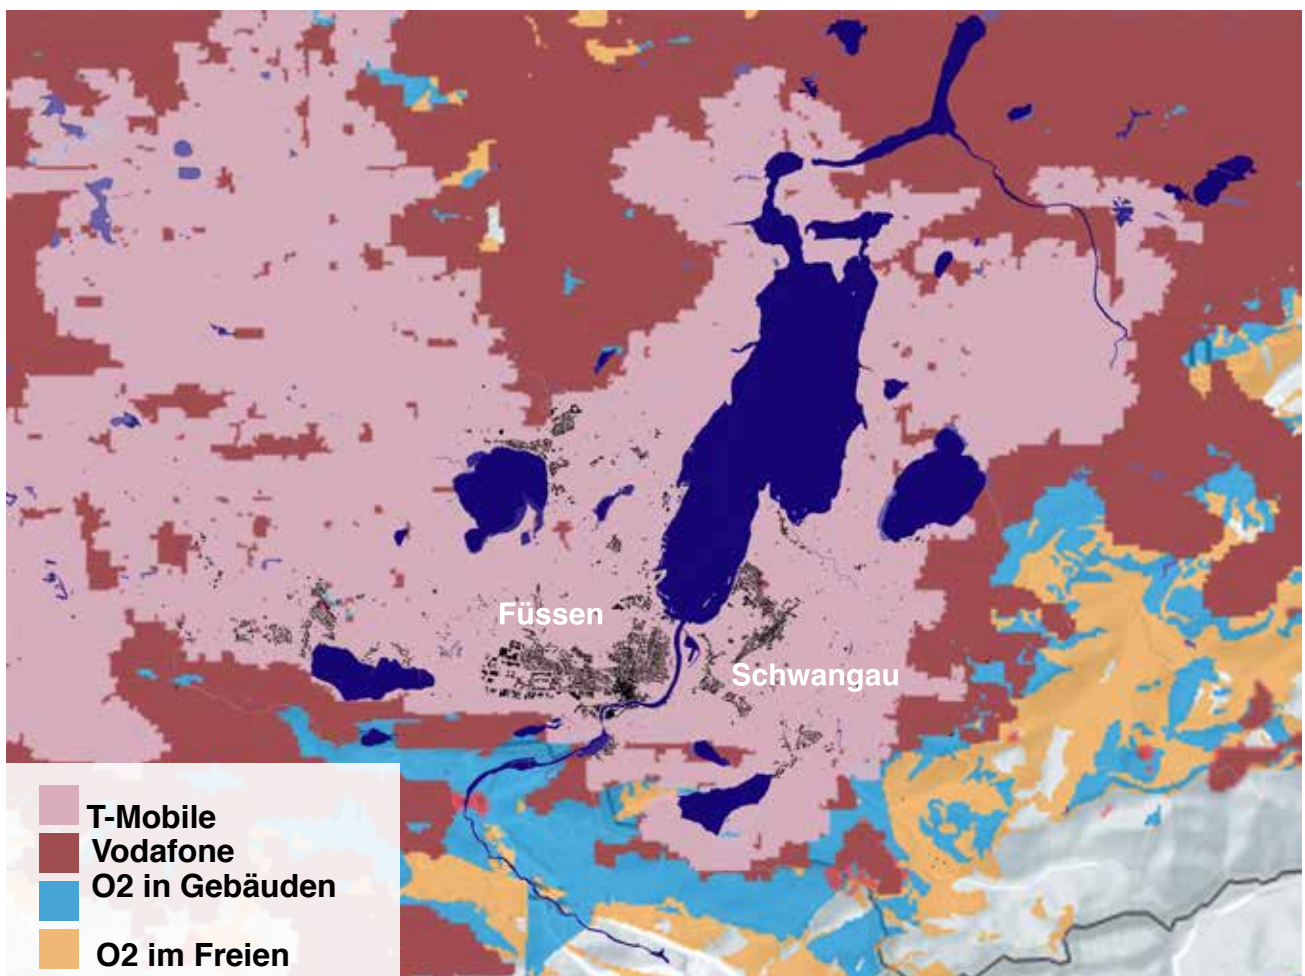 Füssen
Schwangau
T-Mobile
Vodafone
O2 in Gebäuden
O2 im Freien